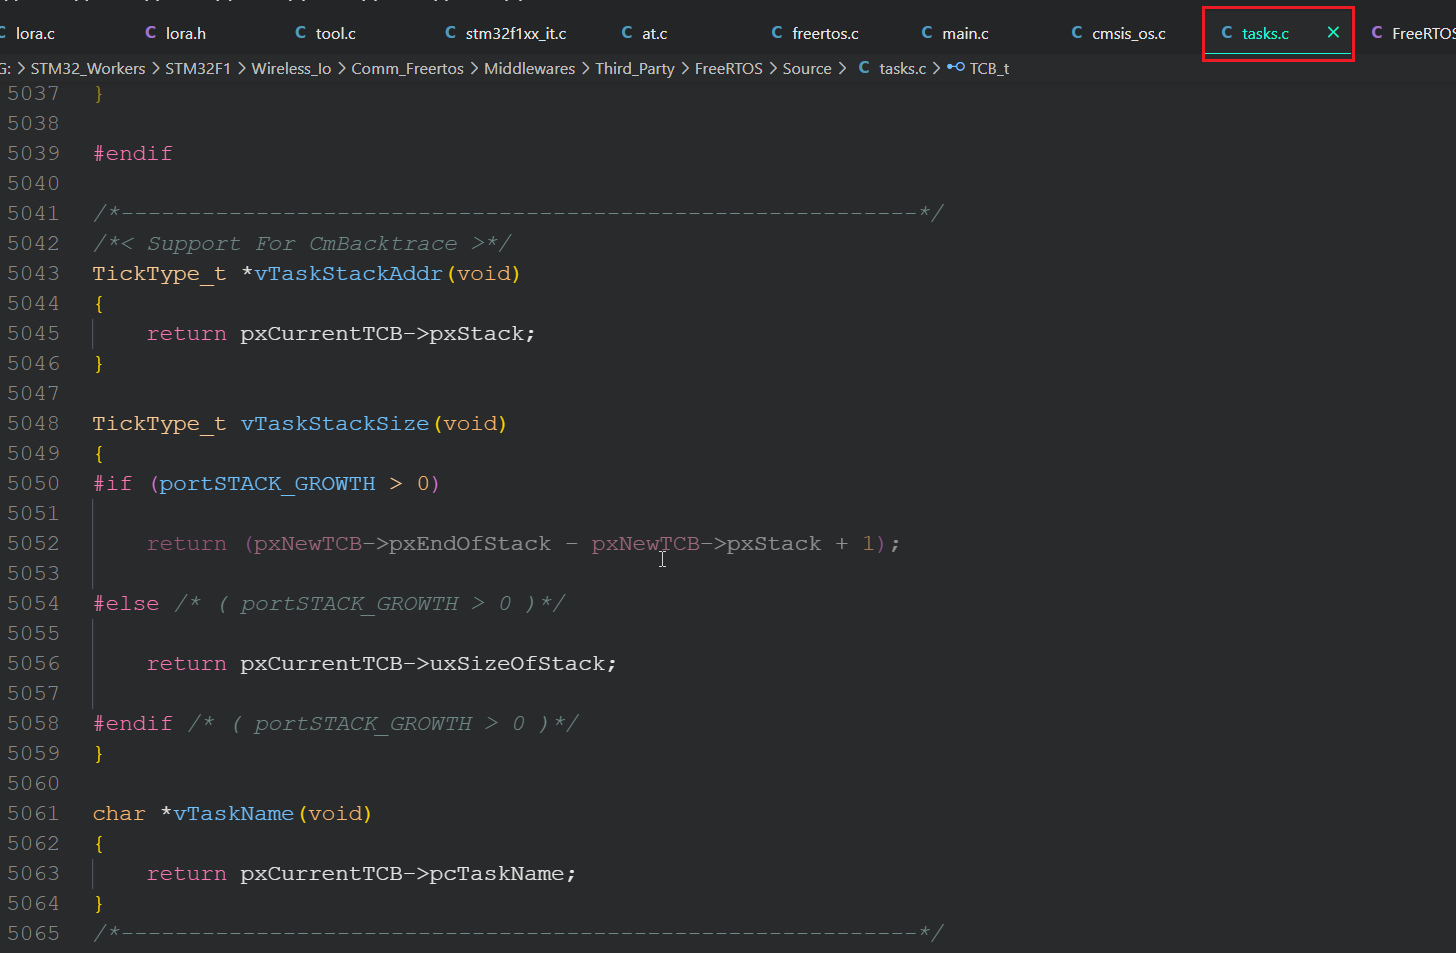 C lora.c C lora.h C tool.c C stm32f1xx_it.c C at.c C freertos.c C main.c C cmsis_os.c C tasks.c × C FreeRTOS
G: > STM32_Workers > STM32F1 > Wireless_Io > Comm_Freertos > Middlewares > Third_Party > FreeRTOS > Source > C tasks.c > TCB_t
5037 }
5038
5039 #endif
5040
5041 /*-----------------------------------------------------------*/
5042 /*< Support For CmBacktrace >*/
5043 TickType_t *vTaskStackAddr(void)
5044 {
5045     return pxCurrentTCB->pxStack;
5046 }
5047
5048 TickType_t vTaskStackSize(void)
5049 {
5050 #if (portSTACK_GROWTH > 0)
5051
5052     return (pxNewTCB->pxEndOfStack - pxNewTCB->pxStack + 1);
5053
5054 #else /* ( portSTACK_GROWTH > 0 )*/
5055
5056     return pxCurrentTCB->uxSizeOfStack;
5057
5058 #endif /* ( portSTACK_GROWTH > 0 )*/
5059 }
5060
5061 char *vTaskName(void)
5062 {
5063     return pxCurrentTCB->pcTaskName;
5064 }
5065 /*-----------------------------------------------------------*/